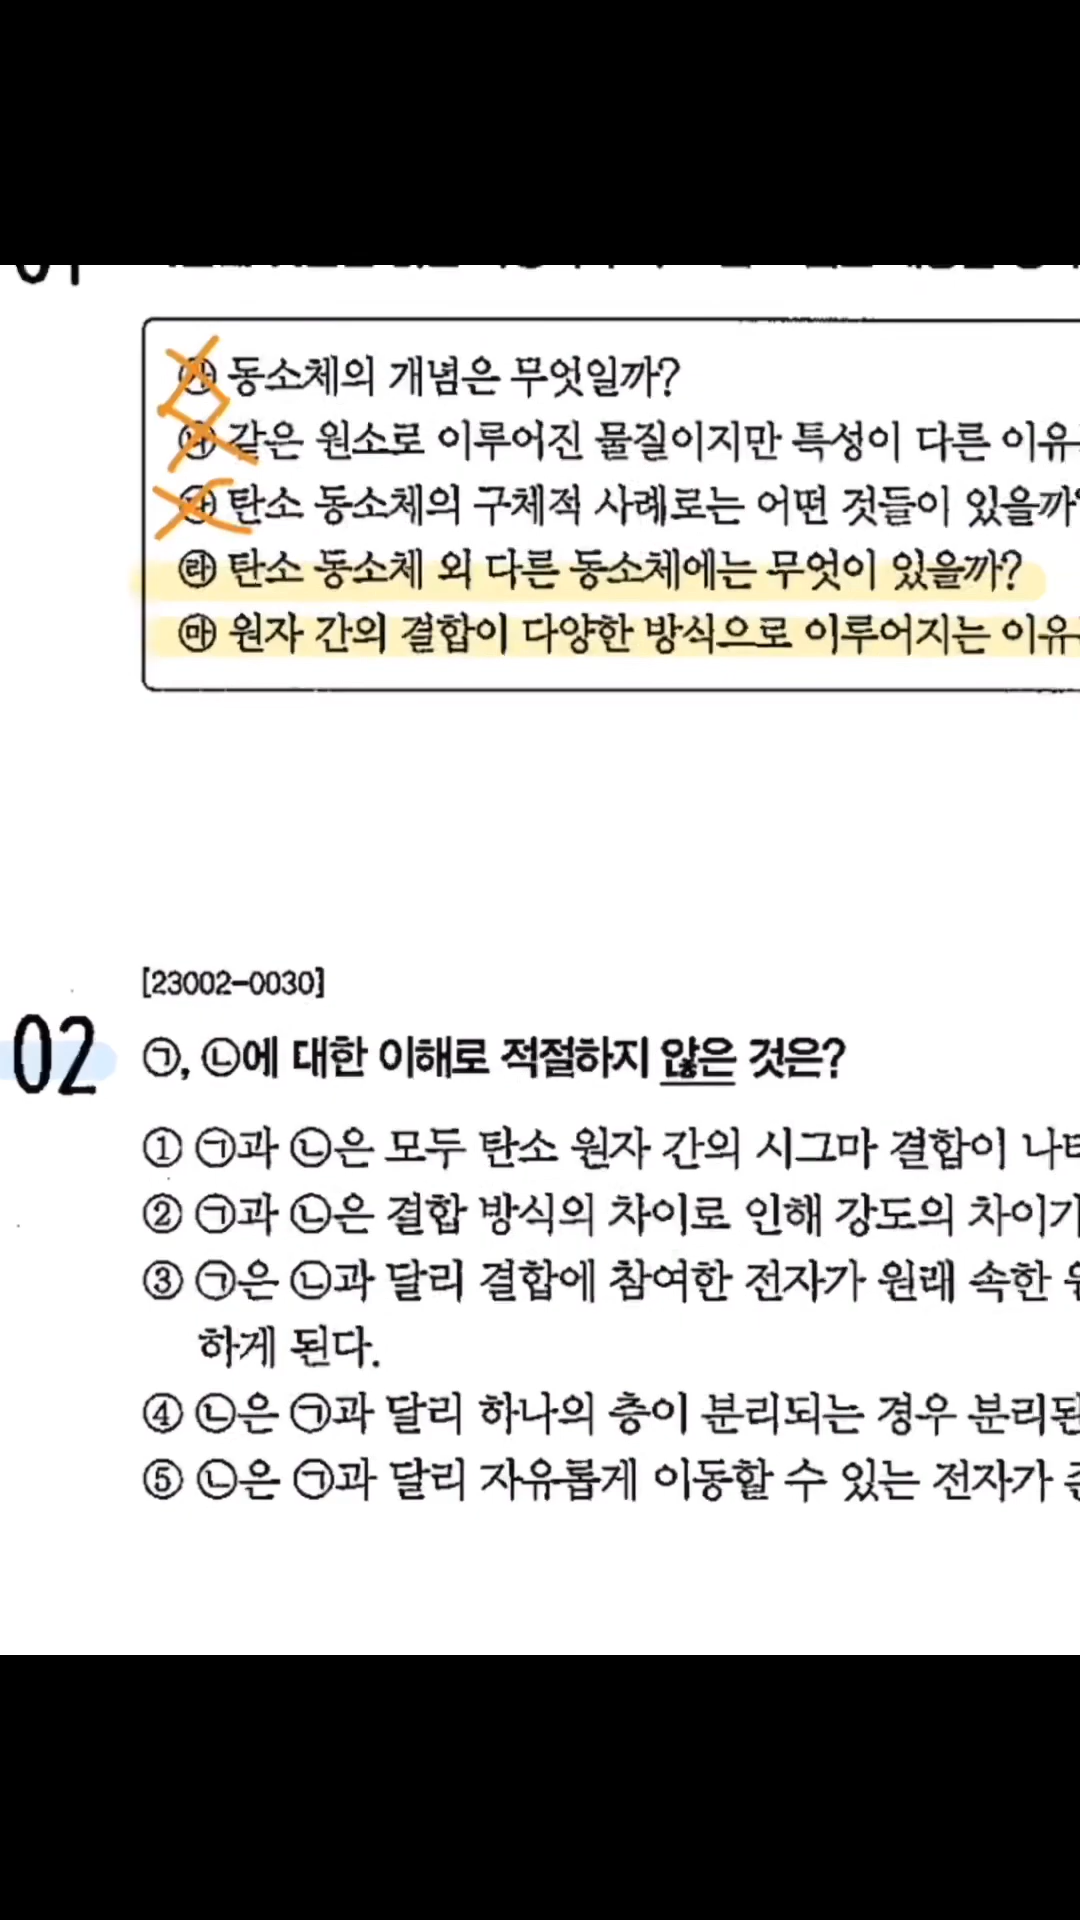 ㉮ 동소체의 개념은 무엇일까?
㉯ 같은 원소로 이루어진 물질이지만 특성이 다른 이유
㉰ 탄소 동소체의 구체적 사례로는 어떤 것들이 있을까
㉱ 탄소 동소체 외 다른 동소체에는 무엇이 있을까?
㉲ 원자 간의 결합이 다양한 방식으로 이루어지는 이유
[23002-0030]
02 ㉠, ㉡에 대한 이해로 적절하지 않은 것은?
① ㉠과 ㉡은 모두 탄소 원자 간의 시그마 결합이
② ㉠과 ㉡은 결합 방식의 차이로 인해 강도의 차이가
③ ㉠은 ㉡과 달리 결합에 참여한 전자가 원래 속한
하게 된다.
④ ㉡은 ㉠과 달리 하나의 층이 분리되는 경우 분리된
⑤ ㉡은 ㉠과 달리 자유롭게 이동할 수 있는 전자가